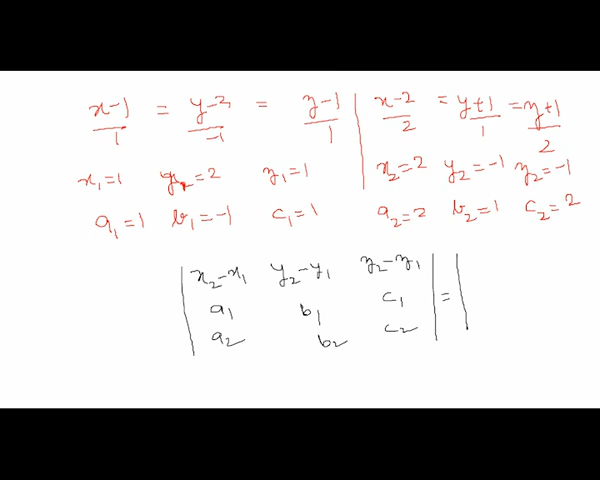 x-1/1 = y-2/-1 = z-1/1 | x-2/2 = y+1/1 = z+1/2
x₁=1 y₁=2 z₁=1 | x₂=2 y₂=-1 z₂=-1
a₁=1 b₁=-1 c₁=1 a₂=2 b₂=1 c₂=2
| x₂-x₁ y₂-y₁ z₂-z₁ |
| a₁ b₁ c₁ | = |
| a₂ b₂ c₂ |